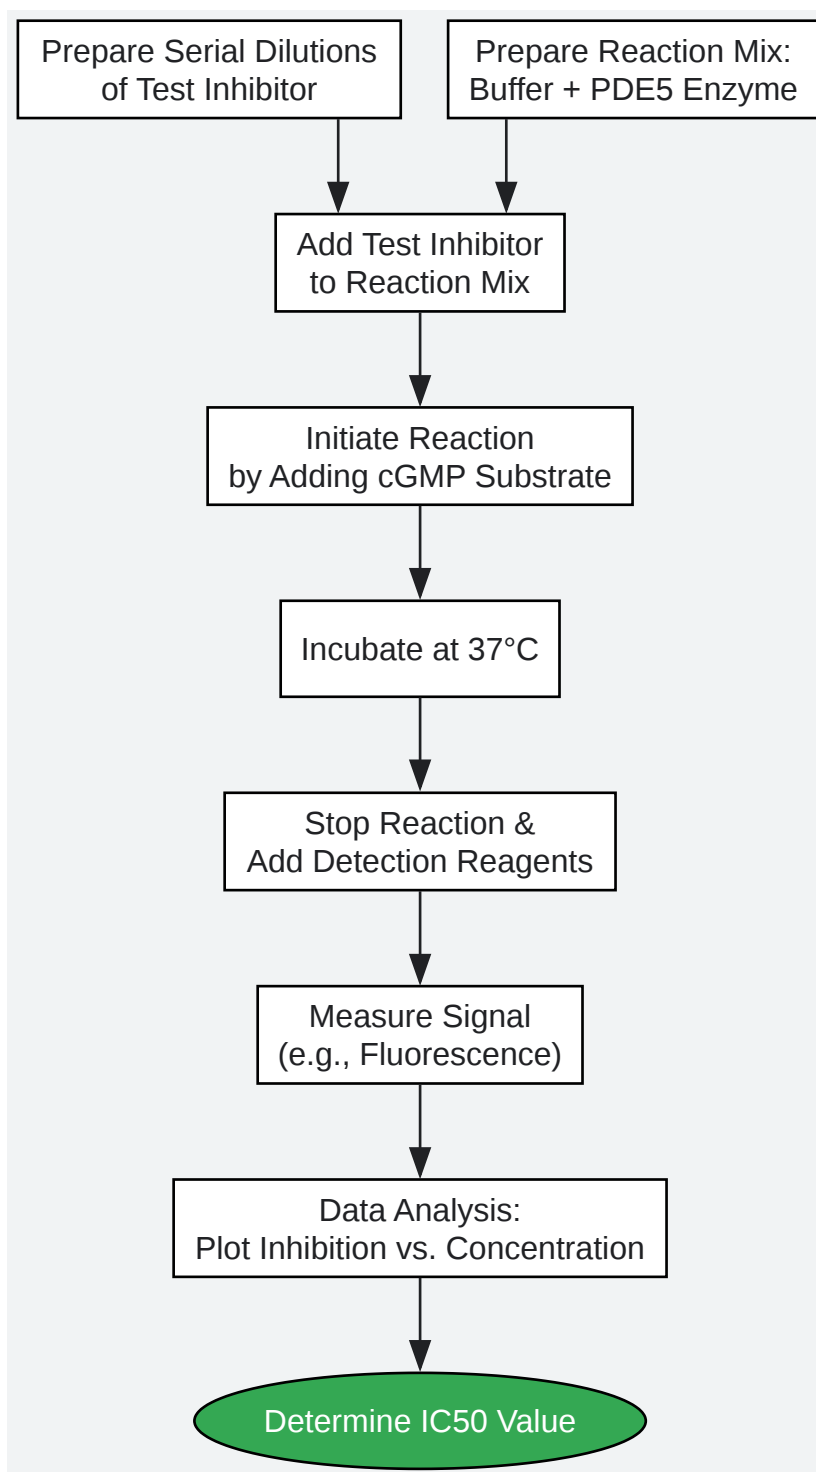 Prepare Serial Dilutions
of Test Inhibitor
Prepare Reaction Mix:
Buffer + PDE5 Enzyme
Add Test Inhibitor
to Reaction Mix
Initiate Reaction
by Adding cGMP Substrate
Incubate at 37°C
Stop Reaction &
Add Detection Reagents
Measure Signal
(e.g., Fluorescence)
Data Analysis:
Plot Inhibition vs. Concentration
Determine IC50 Value